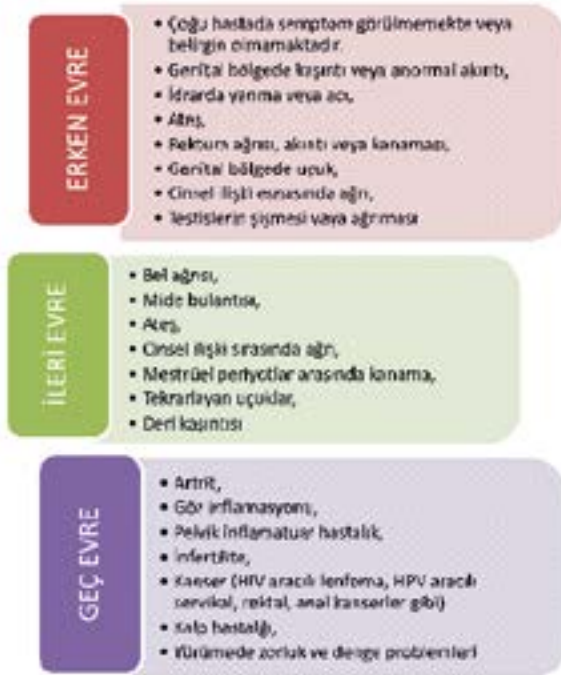 ERKEN EVRE
• Çoğu hastada semptom görülmemekte veya
belirgin olmamaktadır.
• Genital bölgede kaşıntı veya anormal akıntı,
• İdrarda yanma veya acı,
• Ateş,
• Rektum ağrısı, akıntı veya kanaması,
• Genital bölgede uçuk,
• Cinsel ilişki esnasında ağrı,
• Testislerin şişmesi veya ağrıması
İLERİ EVRE
• Bel ağrısı,
• Mide bulantısı,
• Ateş,
• Cinsel ilişki sırasında ağrı,
• Mestrüel periyotlar arasında kanama,
• Tekrarlayan uçuklar,
• Deri kaşıntısı
GEÇ EVRE
• Artrit,
• Göz inflamasyonu,
• Pelvik inflamatuar hastalık,
• İnfertilite,
• Kanser (HIV aracılı lenfoma, HPV aracılı
servikal, rektal, anal kanserler gibi)
• Kalp hastalığı,
• Yürümede zorluk ve denge problemleri